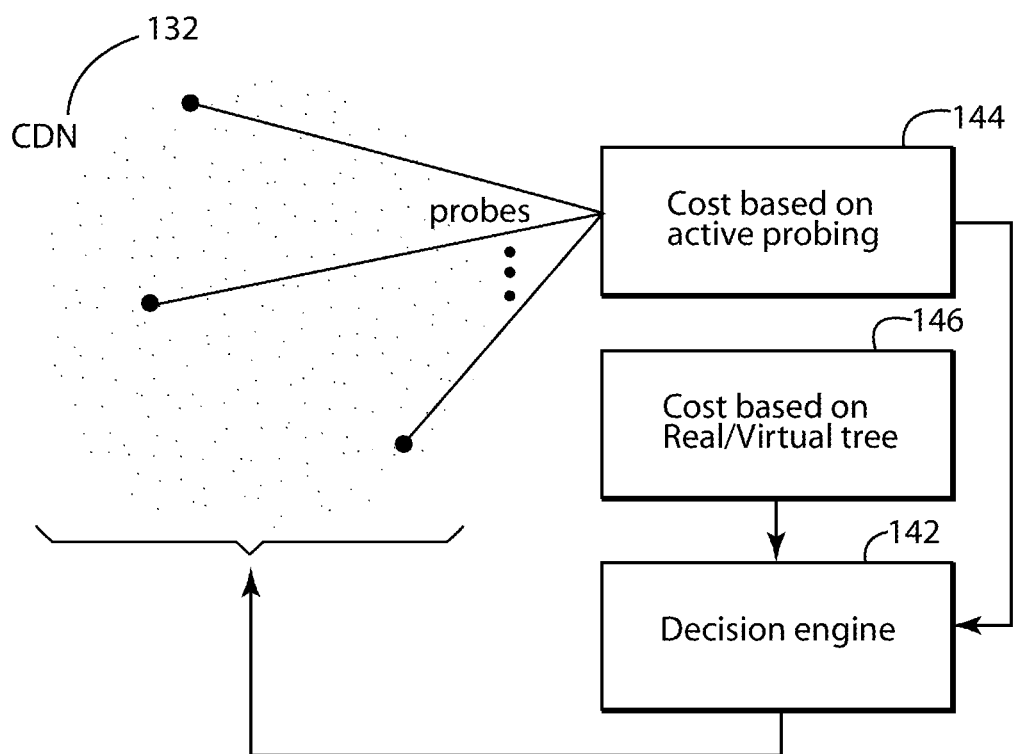 132
CDN
144
Cost based on
active probing
probes
146
Cost based on
Real/Virtual tree
142
Decision engine